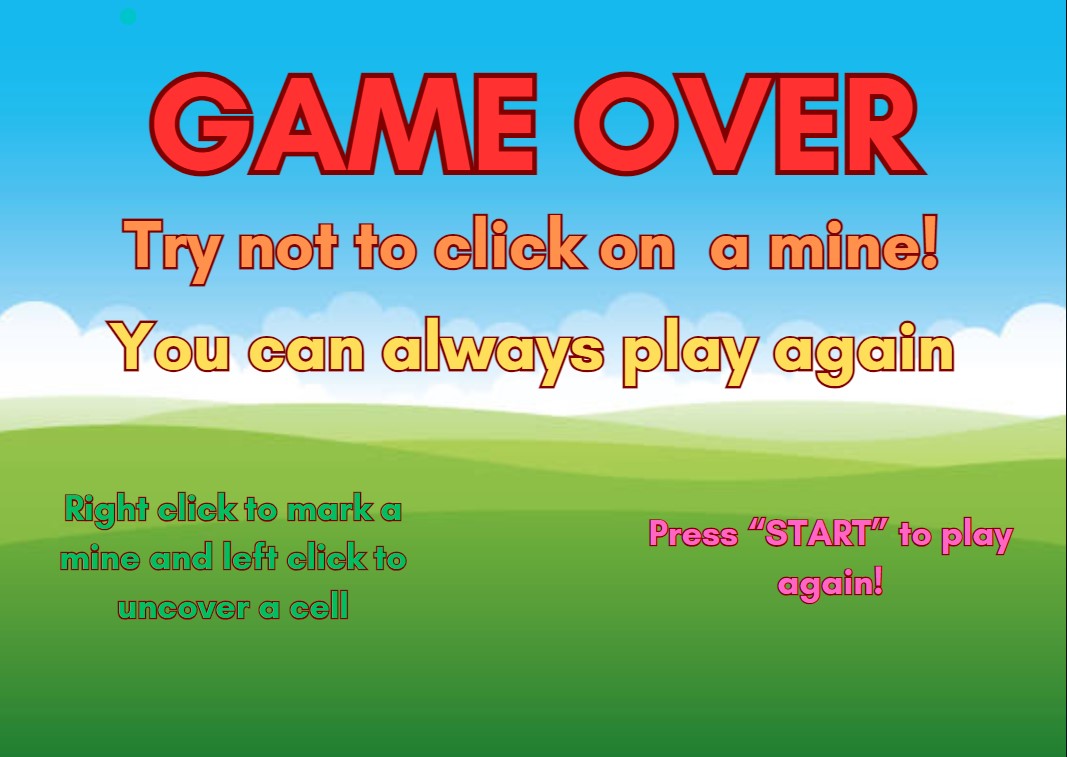 GAME OVER
Try not to click on a mine!
You can always play again
Right click to mark a
mine and left click to
uncover a cell
Press “START” to play
again!